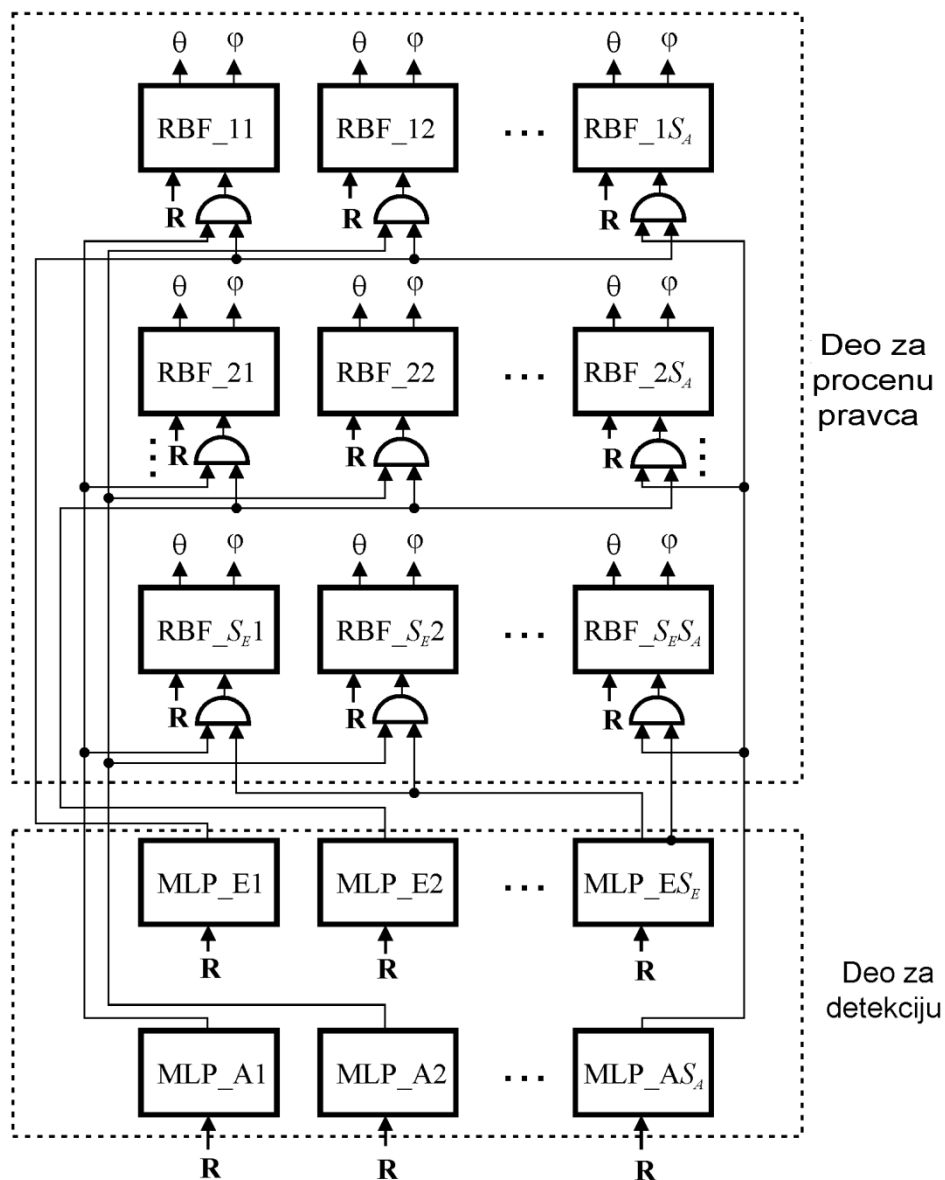 θ φ θ φ θ φ
RBF_11 RBF_12 ... RBF_1S_A
R R R
θ φ θ φ θ φ
RBF_21 RBF_22 ... RBF_2S_A
R R R
Deo za
procenu
pravca
θ φ θ φ θ φ
RBF_S_E1 RBF_S_E2 ... RBF_S_ES_A
R R R
MLP_E1 MLP_E2 ... MLP_ES_E
R R R
Deo za
detekciju
MLP_A1 MLP_A2 ... MLP_AS_A
R R R